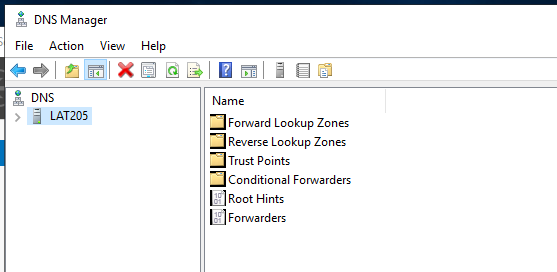 DNS Manager
File Action View Help
DNS
LAT205
Name
Forward Lookup Zones
Reverse Lookup Zones
Trust Points
Conditional Forwarders
Root Hints
Forwarders